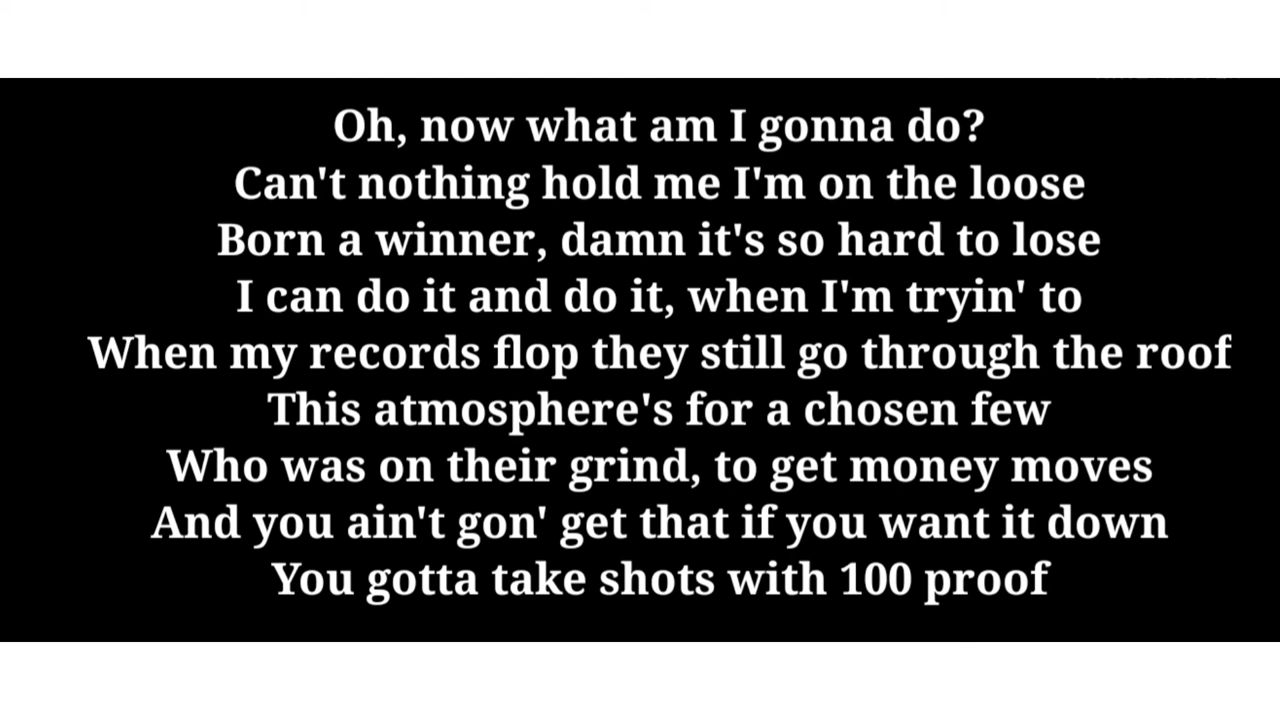 Oh, now what am I gonna do?
Can't nothing hold me I'm on the loose
Born a winner, damn it's so hard to lose
I can do it and do it, when I'm tryin' to
When my records flop they still go through the roof
This atmosphere's for a chosen few
Who was on their grind, to get money moves
And you ain't gon' get that if you want it down
You gotta take shots with 100 proof